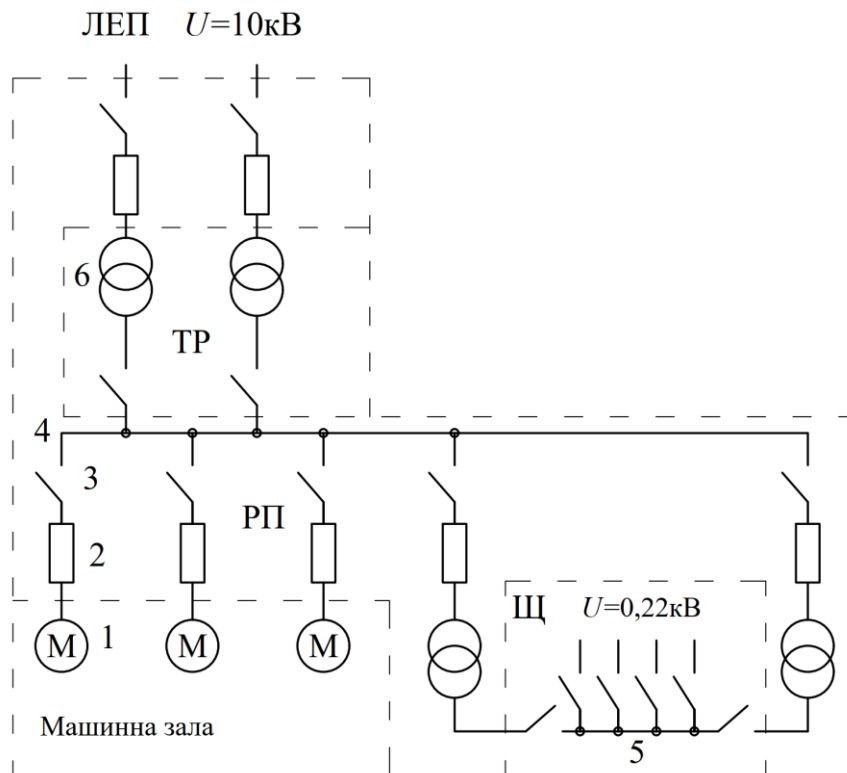 ЛЕП U=10кВ
6
ТР
4
3
РП
2
Щ U=0,22кВ
М 1 М М
Машинна зала
5